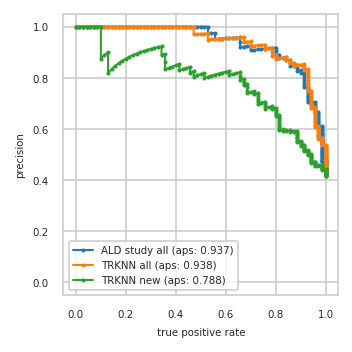 1.0
0.8
0.6
0.4
0.2
0.0
precision
ALD study all (aps: 0.937)
TRKNN all (aps: 0.938)
TRKNN new (aps: 0.788)
0.0 0.2 0.4 0.6 0.8 1.0
true positive rate